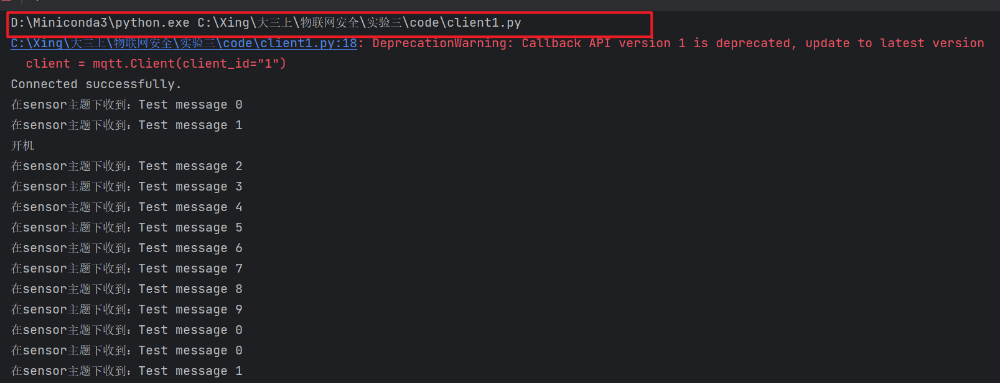 D:\Miniconda3\python.exe C:\Xing\大三上\物联网安全\实验三\code\client1.py
C:\Xing\大三上\物联网安全\实验三\code\client1.py:18: DeprecationWarning: Callback API version 1 is deprecated, update to latest version
  client = mqtt.Client(client_id="1")
Connected successfully.
在sensor主题下收到：Test message 0
在sensor主题下收到：Test message 1
开机
在sensor主题下收到：Test message 2
在sensor主题下收到：Test message 3
在sensor主题下收到：Test message 4
在sensor主题下收到：Test message 5
在sensor主题下收到：Test message 6
在sensor主题下收到：Test message 7
在sensor主题下收到：Test message 8
在sensor主题下收到：Test message 9
在sensor主题下收到：Test message 0
在sensor主题下收到：Test message 0
在sensor主题下收到：Test message 1